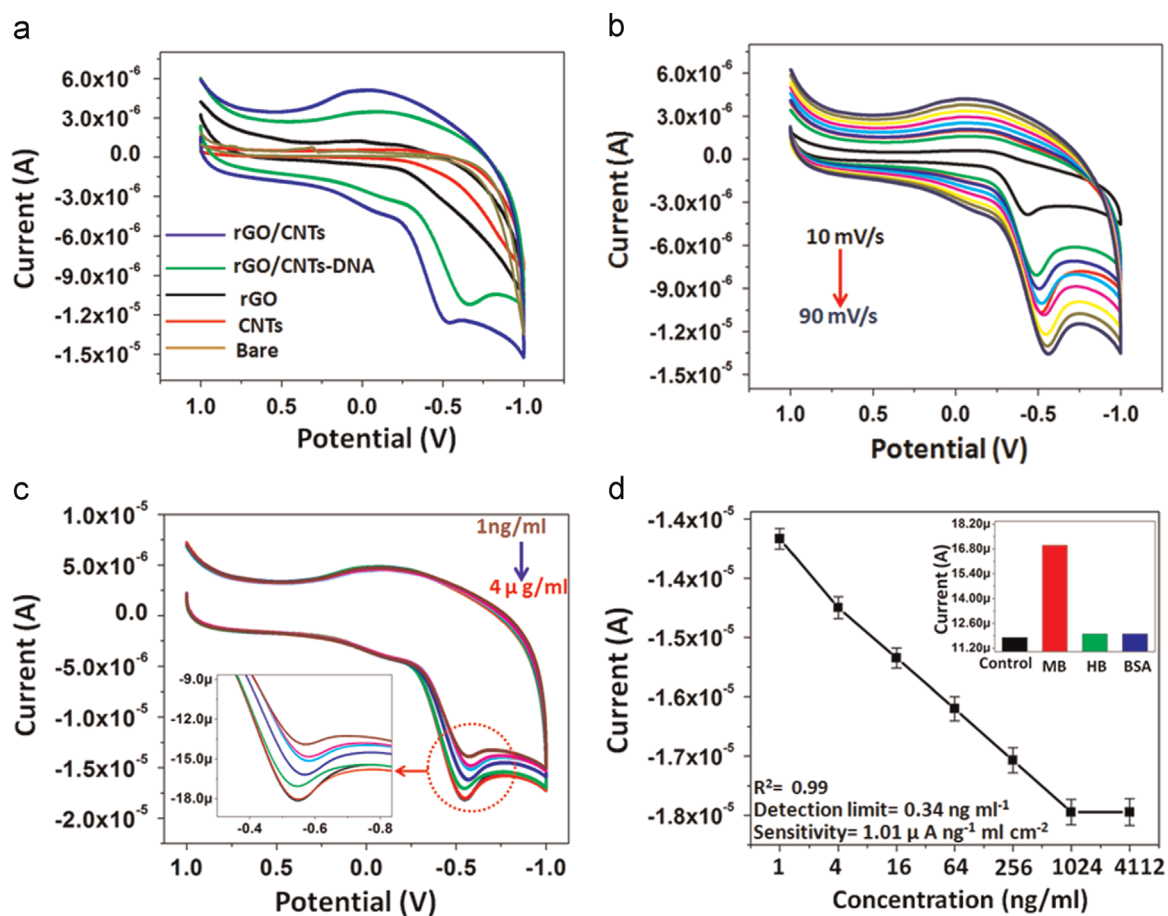 a
6.0x10⁻⁶
3.0x10⁻⁶
0.0
-3.0x10⁻⁶
-6.0x10⁻⁶
-9.0x10⁻⁶
-1.2x10⁻⁵
-1.5x10⁻⁵
Current (A)
rGO/CNTs
rGO/CNTs-DNA
rGO
CNTs
Bare
1.0 0.5 0.0 -0.5 -1.0
Potential (V)
b
6.0x10⁻⁶
3.0x10⁻⁶
0.0
-3.0x10⁻⁶
-6.0x10⁻⁶
-9.0x10⁻⁶
-1.2x10⁻⁵
-1.5x10⁻⁵
Current (A)
10 mV/s
90 mV/s
1.0 0.5 0.0 -0.5 -1.0
Potential (V)
c
1.0x10⁻⁵
5.0x10⁻⁶
0.0
-5.0x10⁻⁶
-1.0x10⁻⁵
-1.5x10⁻⁵
-2.0x10⁻⁵
Current (A)
1ng/ml
4 µ g/ml
-9.0µ
-12.0µ
-15.0µ
-18.0µ
-0.4 -0.6 -0.8
1.0 0.5 0.0 -0.5 -1.0
Potential (V)
d
-1.4x10⁻⁵
-1.4x10⁻⁵
-1.5x10⁻⁵
-1.6x10⁻⁵
-1.7x10⁻⁵
-1.8x10⁻⁵
Current (A)
18.20µ
16.80µ
15.40µ
14.00µ
12.60µ
11.20µ
Current (A)
Control MB HB BSA
R²= 0.99
Detection limit= 0.34 ng ml⁻¹
Sensitivity= 1.01 µ A ng⁻¹ ml cm⁻²
1 4 16 64 256 1024 4112
Concentration (ng/ml)